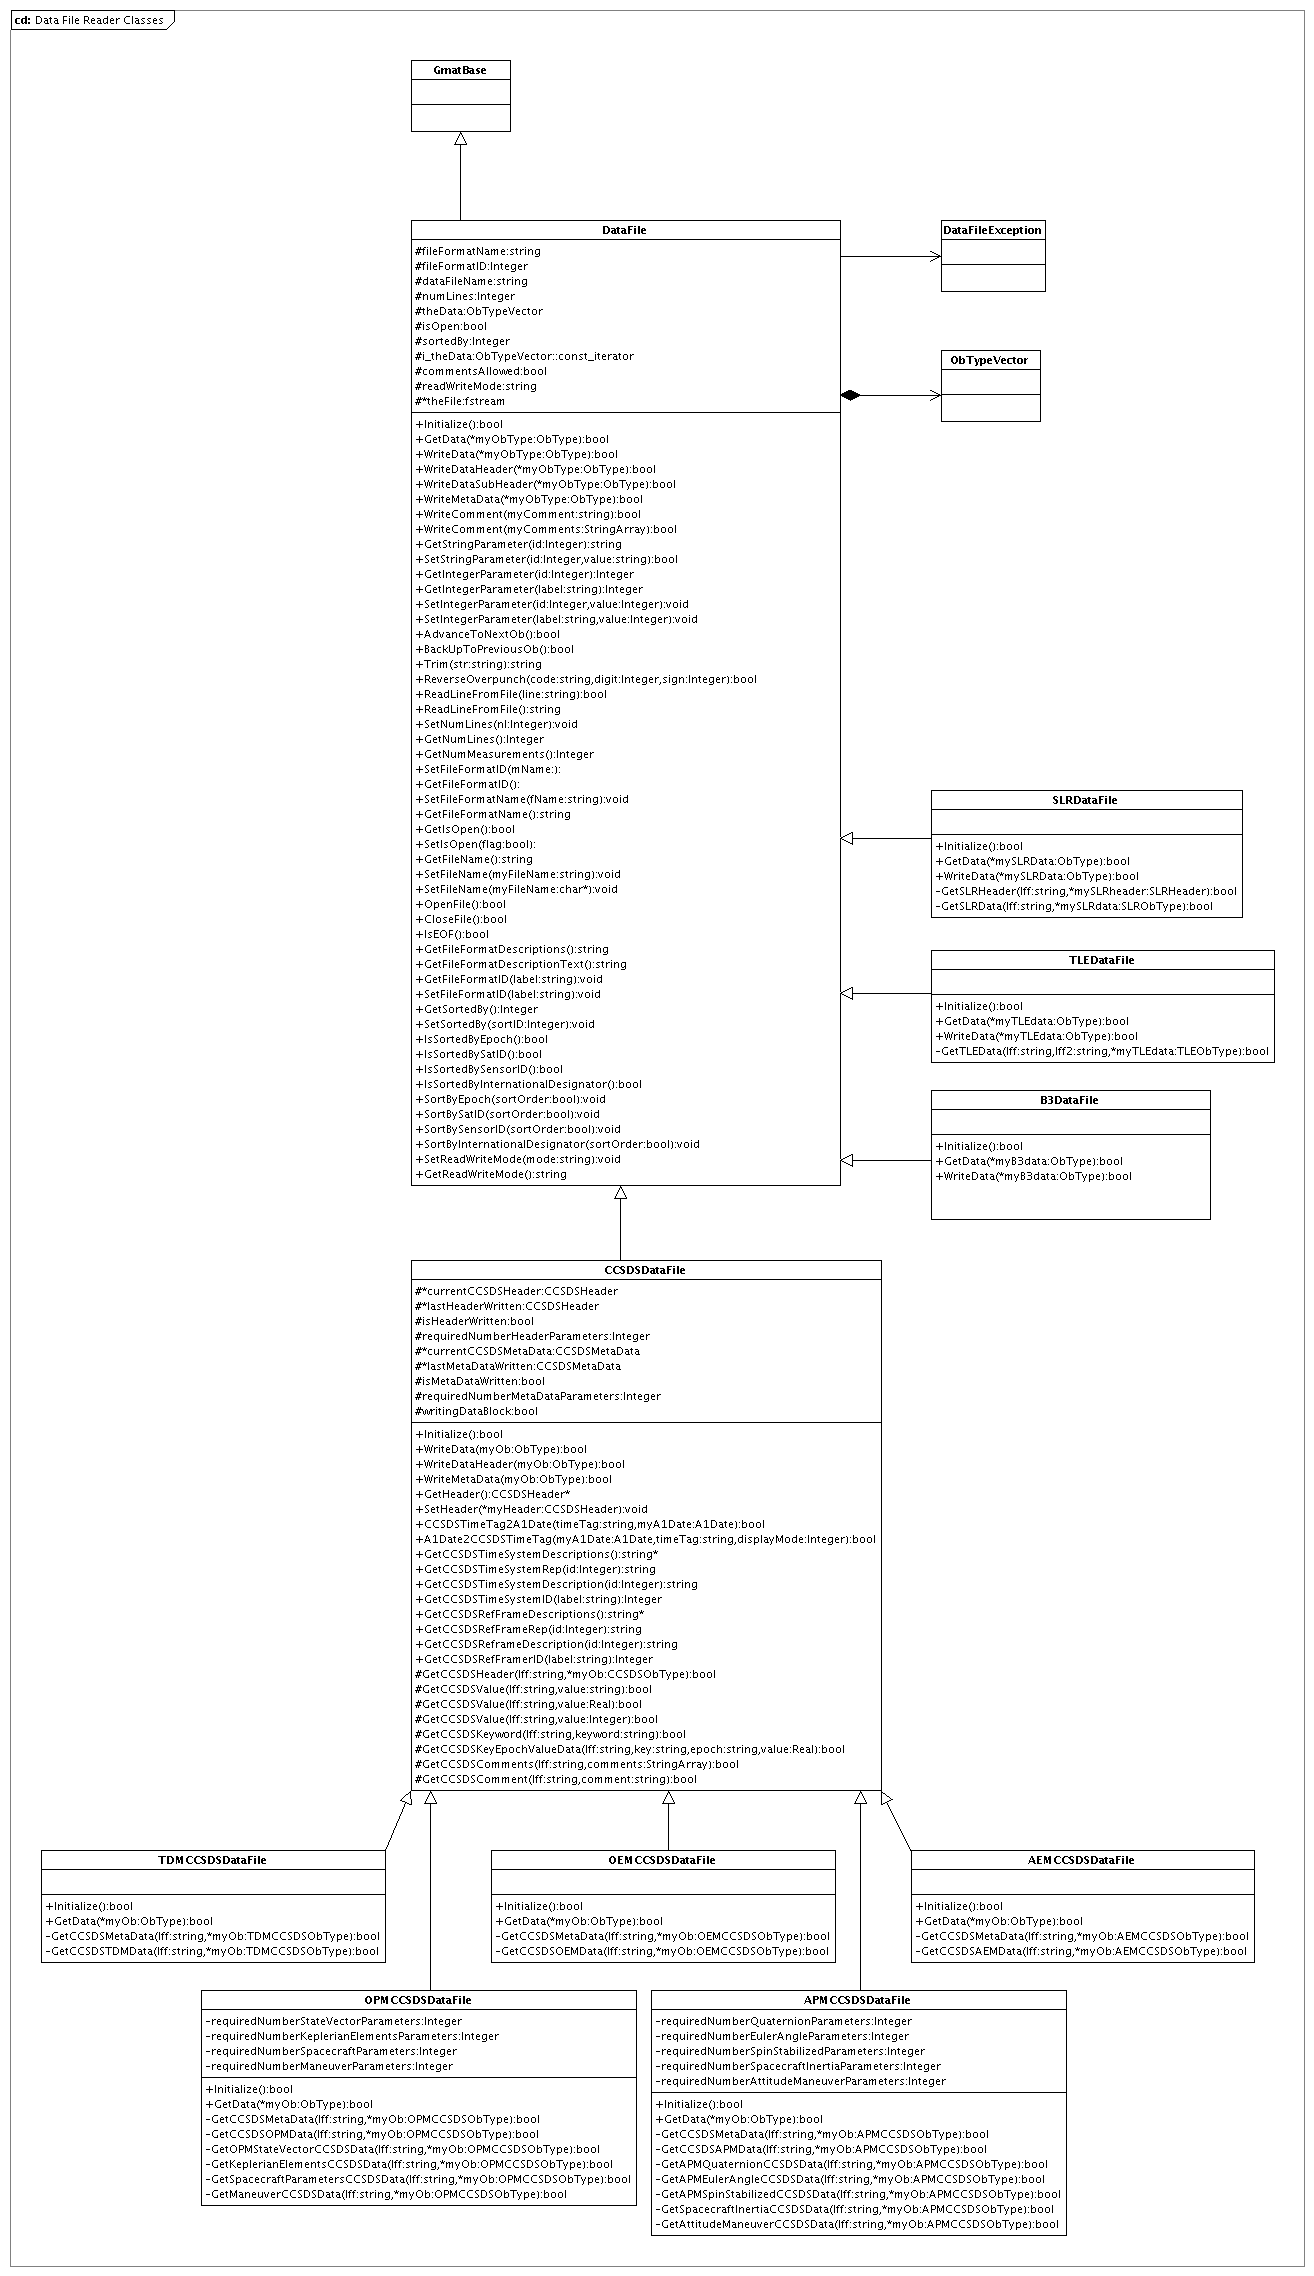 cd: Data File Reader Classes
GmatBase
DataFile
#fileFormatName:string
#fileFormatID:Integer
#dataFileName:string
#numLines:Integer
#theData:ObTypeVector
#isOpen:bool
#sortedBy:Integer
#i_theData:ObTypeVector::const_iterator
#commentsAllowed:bool
#readWriteMode:string
#*theFile:fstream
+Initialize():bool
+GetData(*myObType:ObType):bool
+WriteData(*myObType:ObType):bool
+WriteDataHeader(*myObType:ObType):bool
+WriteDataSubHeader(*myObType:ObType):bool
+WriteMetaData(*myObType:ObType):bool
+WriteComment(myComment:string):bool
+WriteComment(myComments:StringArray):bool
+GetStringParameter(id:Integer):string
+SetStringParameter(id:Integer,value:string):bool
+GetIntegerParameter(id:Integer):Integer
+GetIntegerParameter(label:string):Integer
+SetIntegerParameter(id:Integer,value:Integer):void
+SetIntegerParameter(label:string,value:Integer):void
+AdvanceToNextOb():bool
+BackUpToPreviousOb():bool
+Trim(str:string):string
+ReverseOverpunch(code:string,digit:Integer,sign:Integer):bool
+ReadLineFromFile(line:string):bool
+ReadLineFromFile():string
+SetNumLines(nl:Integer):void
+GetNumLines():Integer
+GetNumMeasurements():Integer
+SetFileFormatID(mName:):
+GetFileFormatID():
+SetFileFormatName(fName:string):void
+GetFileFormatName():string
+GetIsOpen():bool
+SetIsOpen(flag:bool):
+GetFileName():string
+SetFileName(myFileName:string):void
+SetFileName(myFileName:char*):void
+OpenFile():bool
+CloseFile():bool
+IsEOF():bool
+GetFileFormatDescriptions():string
+GetFileFormatDescriptionText():string
+GetFileFormatID(label:string):void
+SetFileFormatID(label:string):void
+GetSortedBy():Integer
+SetSortedBy(sortID:Integer):void
+IsSortedByEpoch():bool
+IsSortedBySatID():bool
+IsSortedBySensorID():bool
+IsSortedByInternationalDesignator():bool
+SortByEpoch(sortOrder:bool):void
+SortBySatID(sortOrder:bool):void
+SortBySensorID(sortOrder:bool):void
+SortByInternationalDesignator(sortOrder:bool):void
+SetReadWriteMode(mode:string):void
+GetReadWriteMode():string
DataFileException
ObTypeVector
SLRDataFile
+Initialize():bool
+GetData(*mySLRData:ObType):bool
+WriteData(*mySLRData:ObType):bool
-GetSLRHeader(lff:string,*mySLRheader:SLRHeader):bool
-GetSLRData(lff:string,*mySLRdata:SLRObType):bool
TLEDataFile
+Initialize():bool
+GetData(*myTLEdata:ObType):bool
+WriteData(*myTLEdata:ObType):bool
-GetTLEData(lff:string,lff2:string,*myTLEdata:TLEObType):bool
B3DataFile
+Initialize():bool
+GetData(*myB3data:ObType):bool
+WriteData(*myB3data:ObType):bool
CCSDSDataFile
#*currentCCSDSHeader:CCSDSHeader
#*lastHeaderWritten:CCSDSHeader
#isHeaderWritten:bool
#requiredNumberHeaderParameters:Integer
#*currentCCSDSMetaData:CCSDSMetaData
#*lastMetaDataWritten:CCSDSMetaData
#isMetaDataWritten:bool
#requiredNumberMetaDataParameters:Integer
#writingDataBlock:bool
+Initialize():bool
+WriteData(myOb:ObType):bool
+WriteDataHeader(myOb:ObType):bool
+WriteMetaData(myOb:ObType):bool
+GetHeader():CCSDSHeader*
+SetHeader(*myHeader:CCSDSHeader):void
+CCSDSTimeTag2A1Date(timeTag:string,myA1Date:A1Date):bool
+A1Date2CCSDSTimeTag(myA1Date:A1Date,timeTag:string,displayMode:Integer):bool
+GetCCSDSTimeSystemDescriptions():string*
+GetCCSDSTimeSystemRep(id:Integer):string
+GetCCSDSTimeSystemDescription(id:Integer):string
+GetCCSDSTimeSystemID(label:string):Integer
+GetCCSDSRefFrameDescriptions():string*
+GetCCSDSRefFrameRep(id:Integer):string
+GetCCSDSReframeDescription(id:Integer):string
+GetCCSDSRefFramerID(label:string):Integer
#GetCCSDSHeader(lff:string,*myOb:CCSDSObType):bool
#GetCCSDSValue(lff:string,value:string):bool
#GetCCSDSValue(lff:string,value:Real):bool
#GetCCSDSValue(lff:string,value:Integer):bool
#GetCCSDSKeyword(lff:string,keyword:string):bool
#GetCCSDSKeyEpochValueData(lff:string,key:string,epoch:string,value:Real):bool
#GetCCSDSComments(lff:string,comments:StringArray):bool
#GetCCSDSComment(lff:string,comment:string):bool
TDMCCSDSDataFile
+Initialize():bool
+GetData(*myOb:ObType):bool
-GetCCSDSMetaData(lff:string,*myOb:TDMCCSDSObType):bool
-GetCCSDSTDMData(lff:string,*myOb:TDMCCSDSObType):bool
OEMCCSDSDataFile
+Initialize():bool
+GetData(*myOb:ObType):bool
-GetCCSDSMetaData(lff:string,*myOb:OEMCCSDSObType):bool
-GetCCSDSOEMData(lff:string,*myOb:OEMCCSDSObType):bool
AEMCCSDSDataFile
+Initialize():bool
+GetData(*myOb:ObType):bool
-GetCCSDSMetaData(lff:string,*myOb:AEMCCSDSObType):bool
-GetCCSDSAEMData(lff:string,*myOb:AEMCCSDSObType):bool
OPMCCSDSDataFile
-requiredNumberStateVectorParameters:Integer
-requiredNumberKeplerianElementsParameters:Integer
-requiredNumberSpacecraftParameters:Integer
-requiredNumberManeuverParameters:Integer
+Initialize():bool
+GetData(*myOb:ObType):bool
-GetCCSDSMetaData(lff:string,*myOb:OPMCCSDSObType):bool
-GetCCSDSOPMData(lff:string,*myOb:OPMCCSDSObType):bool
-GetOPMStateVectorCCSDSData(lff:string,*myOb:OPMCCSDSObType):bool
-GetKeplerianElementsCCSDSData(lff:string,*myOb:OPMCCSDSObType):bool
-GetSpacecraftParametersCCSDSData(lff:string,*myOb:OPMCCSDSObType):bool
-GetManeuverCCSDSData(lff:string,*myOb:OPMCCSDSObType):bool
APMCCSDSDataFile
-requiredNumberQuaternionParameters:Integer
-requiredNumberEulerAngleParameters:Integer
-requiredNumberSpinStabilizedParameters:Integer
-requiredNumberSpacecraftInertiaParameters:Integer
-requiredNumberAttitudeManeuverParameters:Integer
+Initialize():bool
+GetData(*myOb:ObType):bool
-GetCCSDSMetaData(lff:string,*myOb:APMCCSDSObType):bool
-GetCCSDSAPMData(lff:string,*myOb:APMCCSDSObType):bool
-GetAPMQuaternionCCSDSData(lff:string,*myOb:APMCCSDSObType):bool
-GetAPMEulerAngleCCSDSData(lff:string,*myOb:APMCCSDSObType):bool
-GetAPMSpinStabilizedCCSDSData(lff:string,*myOb:APMCCSDSObType):bool
-GetSpacecraftInertiaCCSDSData(lff:string,*myOb:APMCCSDSObType):bool
-GetAttitudeManeuverCCSDSData(lff:string,*myOb:APMCCSDSObType):bool